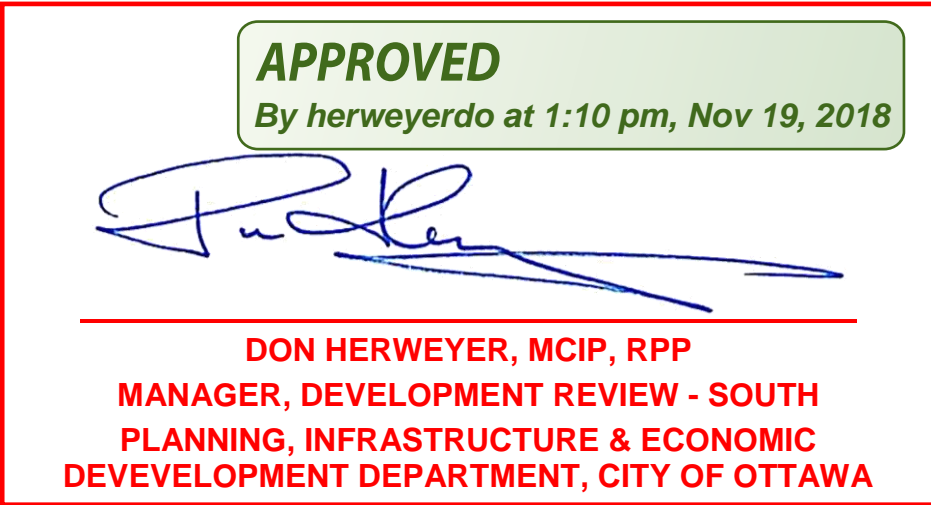 APPROVED
By herweyerdo at 1:10 pm, Nov 19, 2018
DON HERWEYER, MCIP, RPP
MANAGER, DEVELOPMENT REVIEW - SOUTH
PLANNING, INFRASTRUCTURE & ECONOMIC
DEVEVELOPMENT DEPARTMENT, CITY OF OTTAWA